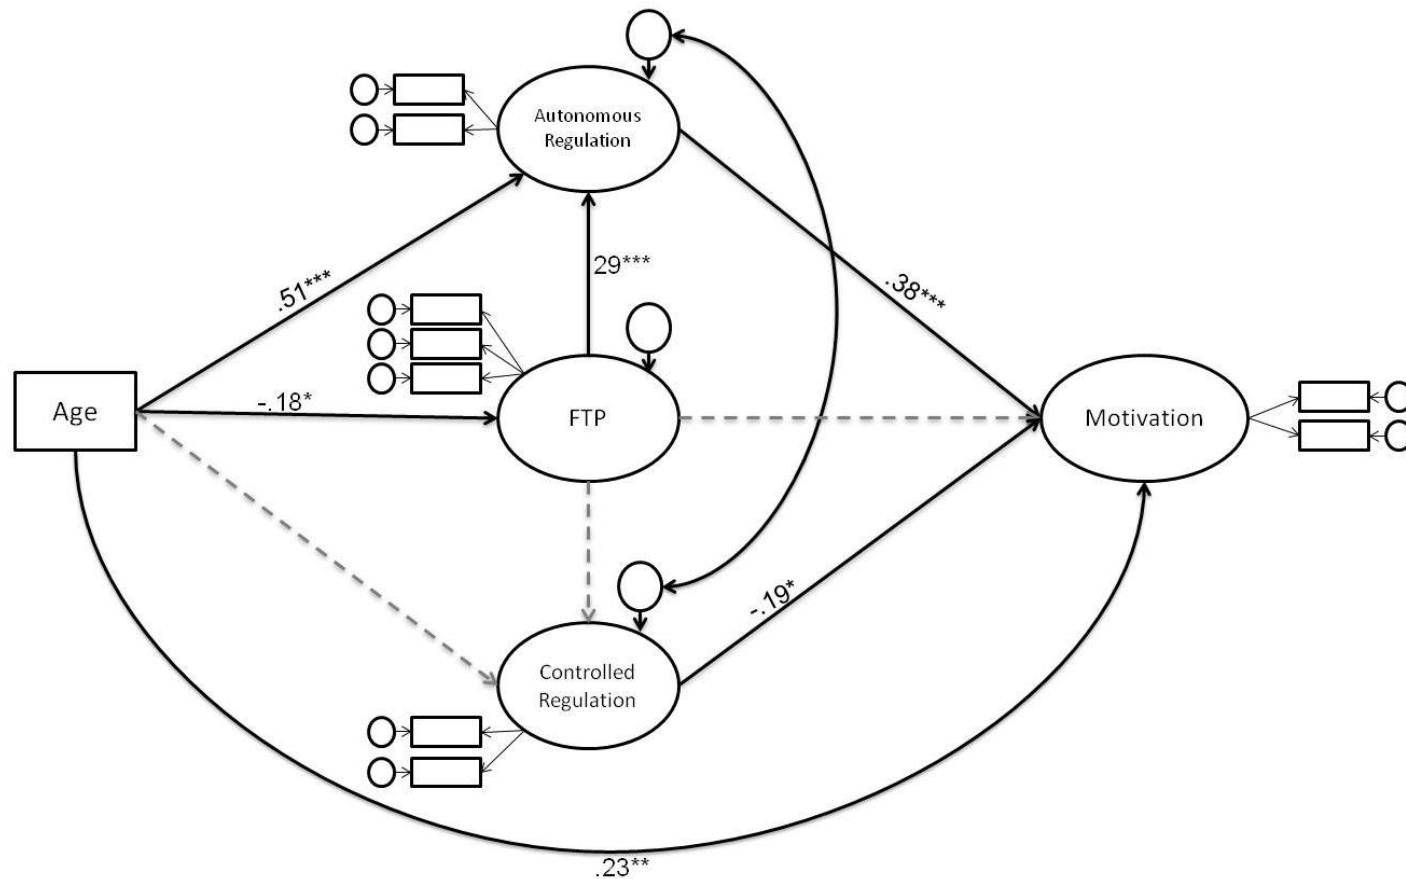 Autonomous
Regulation
.51***
29***
.38***
Age
-.18*
FTP
Motivation
-.19*
Controlled
Regulation
.23**